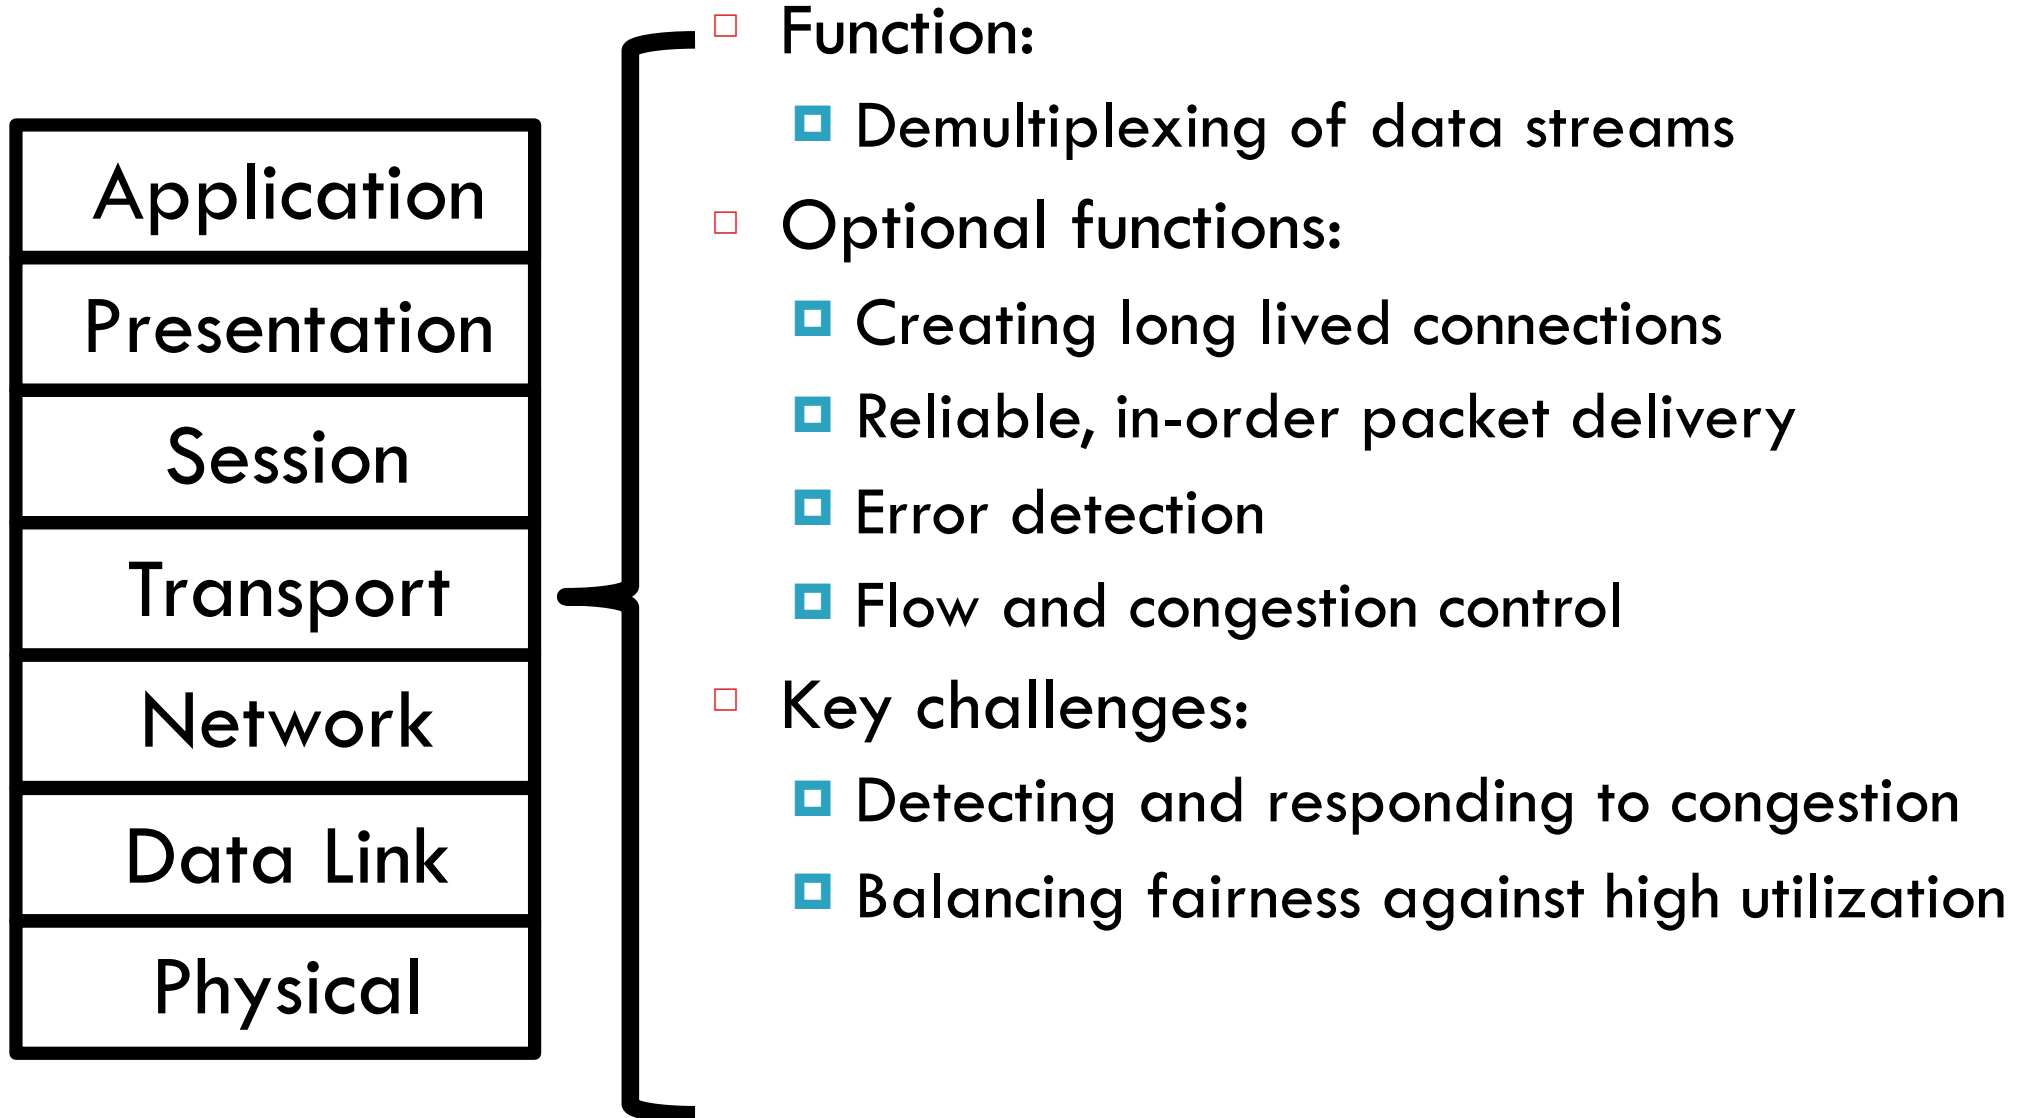 Application
Presentation
Session
Transport
Network
Data Link
Physical
Function:
Demultiplexing of data streams
Optional functions:
Creating long lived connections
Reliable, in-order packet delivery
Error detection
Flow and congestion control
Key challenges:
Detecting and responding to congestion
Balancing fairness against high utilization